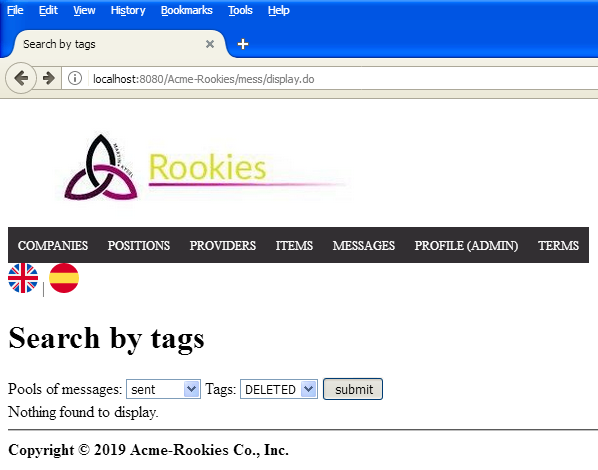 File Edit View History Bookmarks Tools Help
Search by tags
localhost:8080/Acme-Rookies/mess/display.do
Rookies
COMPANIES POSITIONS PROVIDERS ITEMS MESSAGES PROFILE (ADMIN) TERMS
|
Search by tags
Pools of messages: sent Tags: DELETED submit
Nothing found to display.
Copyright © 2019 Acme-Rookies Co., Inc.